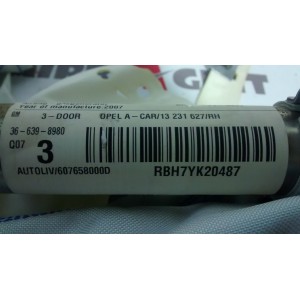 Year of manufacture:2007
GM 3-DOOR OPEL A-CAR/13 231 627/RH
36-639-8980
Q07
3
AUTOLIV/607658000D
RBH7YK20487